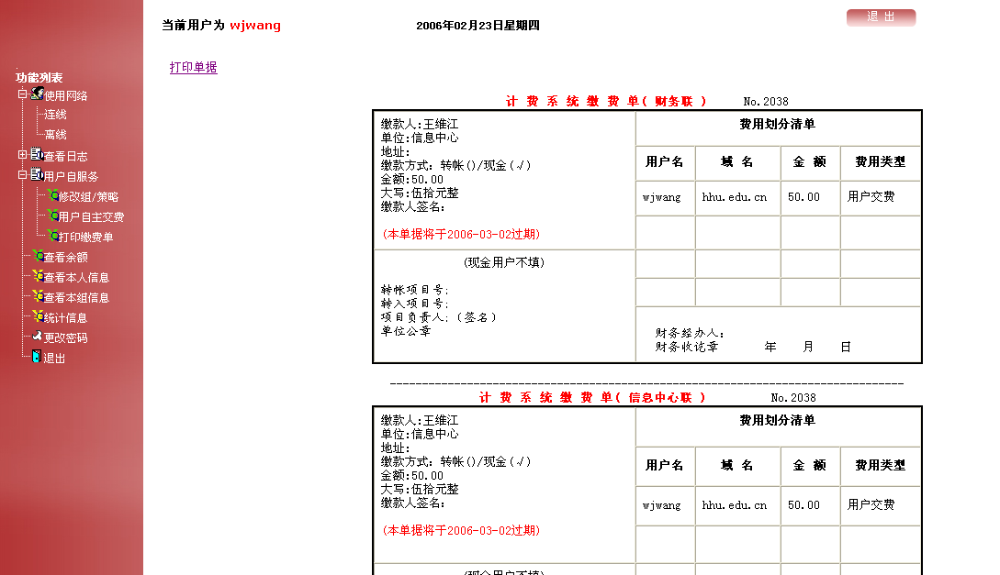 当前用户为 wjwang
2006年02月23日星期四
退 出
功能列表
使用网络
连线
离线
查看日志
用户自服务
修改组/策略
用户自主交费
打印缴费单
查看余额
查看本人信息
查看本组信息
统计信息
更改密码
退出
打印单据
计 费 系 统 缴 费 单( 财务联 ) No.2038
缴款人:王维江
单位:信息中心
地址:
缴款方式: 转帐()/现金(√)
金额:50.00
大写:伍拾元整
缴款人签名:
(本单据将于2006-03-02过期)
(现金用户不填)
转帐项目号:
转入项目号:
项目负责人:（签名）
单位公章
费用划分清单
用户名 域 名 金 额 费用类型
wjwang hhu.edu.cn 50.00 用户交费
财务经办人:
财务收讫章 年 月 日
--------------------------------------------------------------------------------
计 费 系 统 缴 费 单( 信息中心联 ) No.2038
缴款人:王维江
单位:信息中心
地址:
缴款方式: 转帐()/现金(√)
金额:50.00
大写:伍拾元整
缴款人签名:
(本单据将于2006-03-02过期)
(现金用户不填)
费用划分清单
用户名 域 名 金 额 费用类型
wjwang hhu.edu.cn 50.00 用户交费